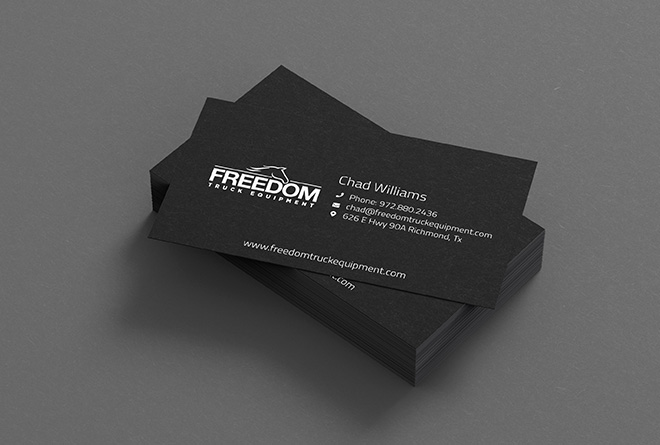 FREEDOM
TRUCK EQUIPMENT
Chad Williams
Phone: 972.880.2436
chad@freedomtruckequipment.com
626 E Hwy 90A Richmond, Tx
www.freedomtruckequipment.com
.com